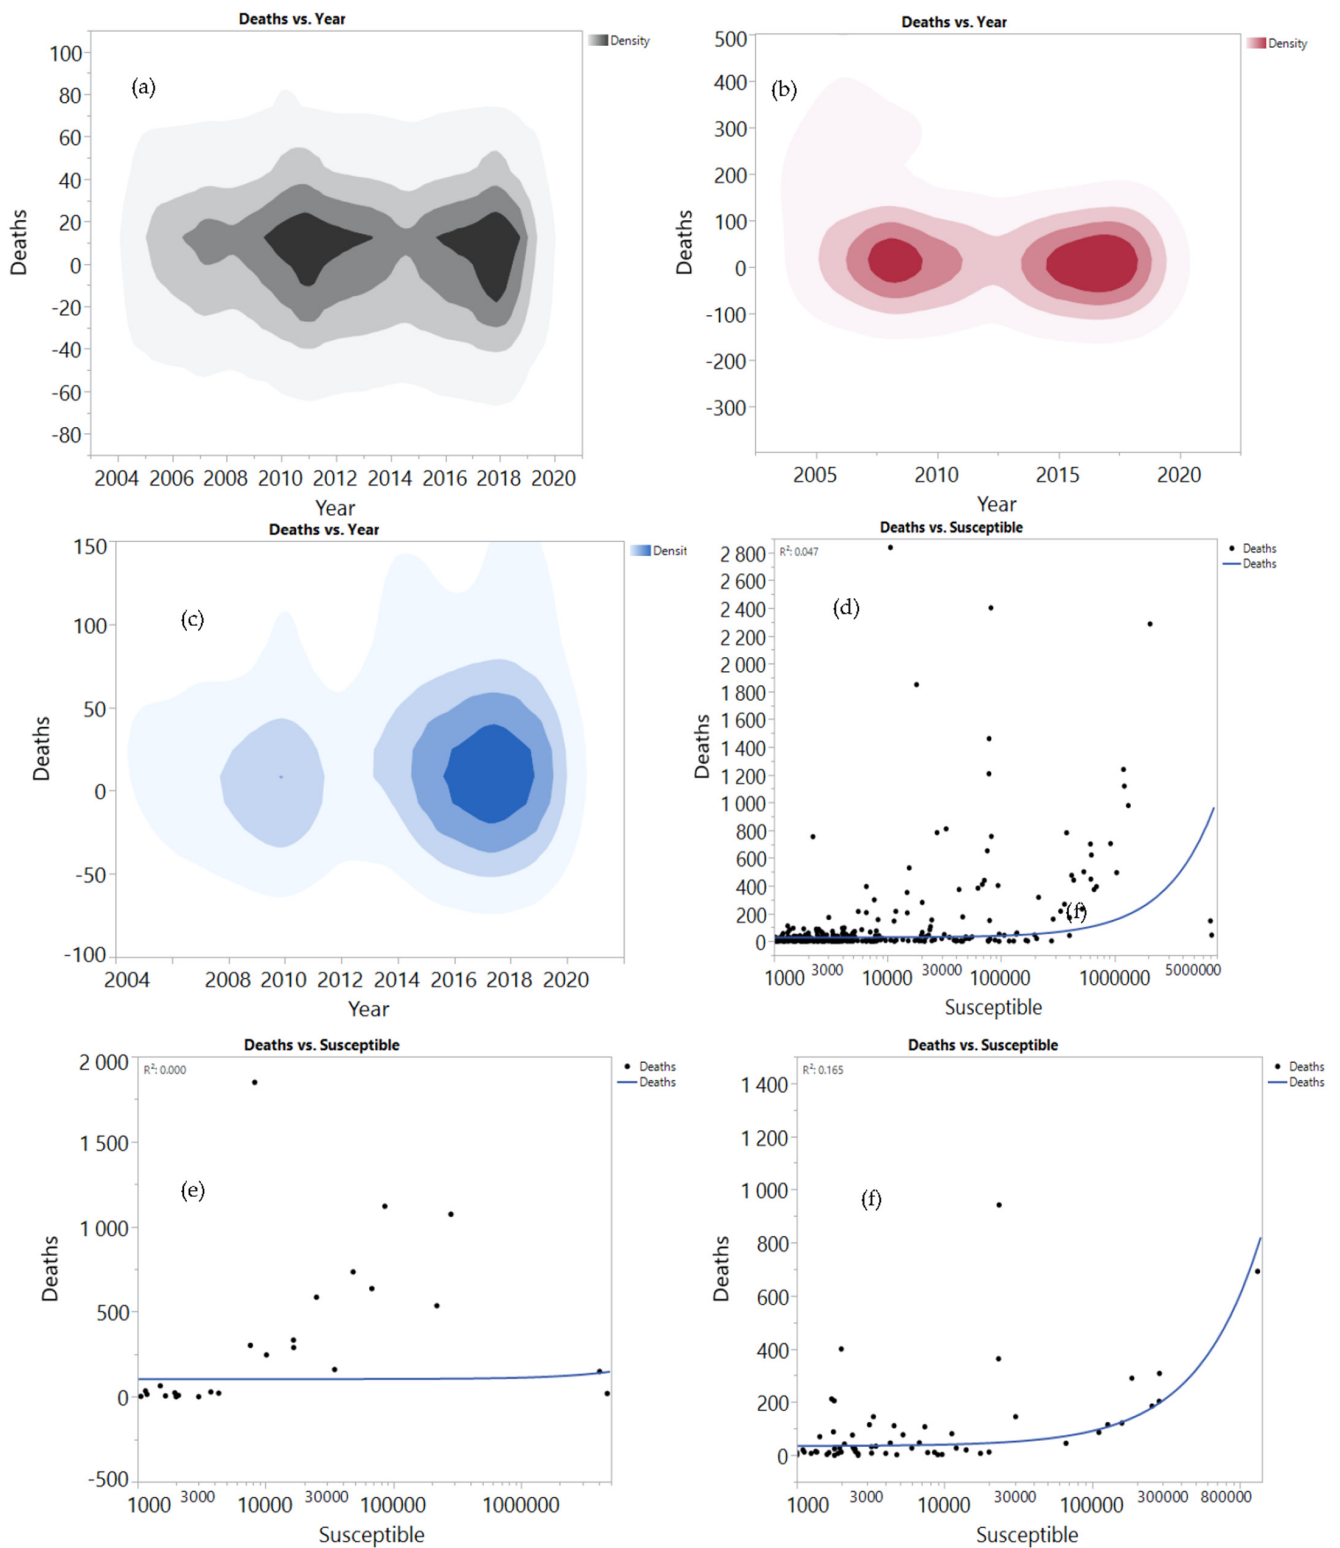 Deaths vs. Year
Density
(a)
100
80
60
40
20
0
-20
-40
-60
-80
Deaths
2004 2006 2008 2010 2012 2014 2016 2018 2020
Year
Deaths vs. Year
Density
(b)
500
400
300
200
100
0
-100
-200
-300
Deaths
2005 2010 2015 2020
Year
Deaths vs. Year
Densit
(c)
150
100
50
0
-50
-100
Deaths
2004 2008 2010 2012 2014 2016 2018 2020
Year
Deaths vs. Susceptible
R²: 0.047
Deaths
Deaths
(d)
2 800
2 600
2 400
2 200
2 000
1 800
1 600
1 400
1 200
1 000
800
600
400
200
0
(f)
Deaths
1000 3000 10000 30000 100000 1000000 5000000
Susceptible
Deaths vs. Susceptible
R²: 0.000
Deaths
Deaths
(e)
2 000
1 500
1 000
500
0
-500
Deaths
1000 3000 10000 30000 100000 1000000
Susceptible
Deaths vs. Susceptible
R²: 0.165
Deaths
Deaths
(f)
1 400
1 200
1 000
800
600
400
200
0
Deaths
1000 3000 10000 30000 100000 300000 800000
Susceptible